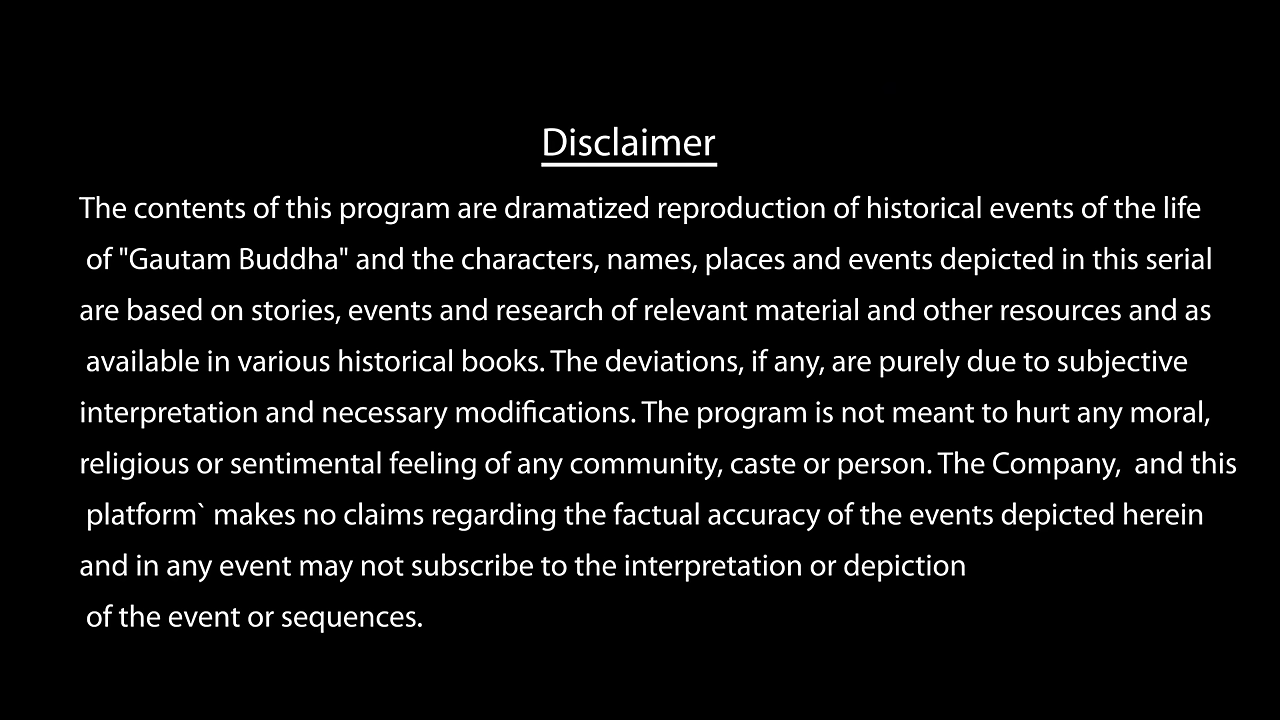 Disclaimer
The contents of this program are dramatized reproduction of historical events of the life
of "Gautam Buddha" and the characters, names, places and events depicted in this serial
are based on stories, events and research of relevant material and other resources and as
available in various historical books. The deviations, if any, are purely due to subjective
interpretation and necessary modifications. The program is not meant to hurt any moral,
religious or sentimental feeling of any community, caste or person. The Company,  and this
platform` makes no claims regarding the factual accuracy of the events depicted herein
and in any event may not subscribe to the interpretation or depiction
of the event or sequences.